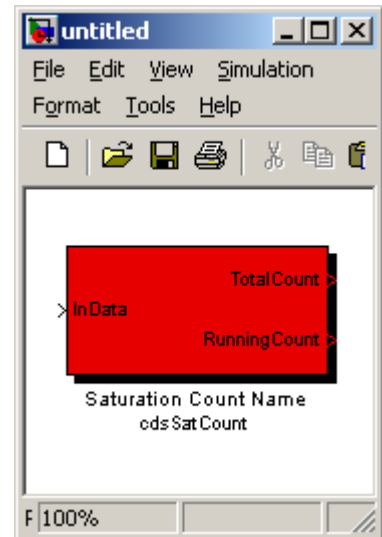 untitled
File Edit View Simulation
Format Tools Help
TotalCount
InData
RunningCount
Saturation Count Name
cdsSatCount
F 100%